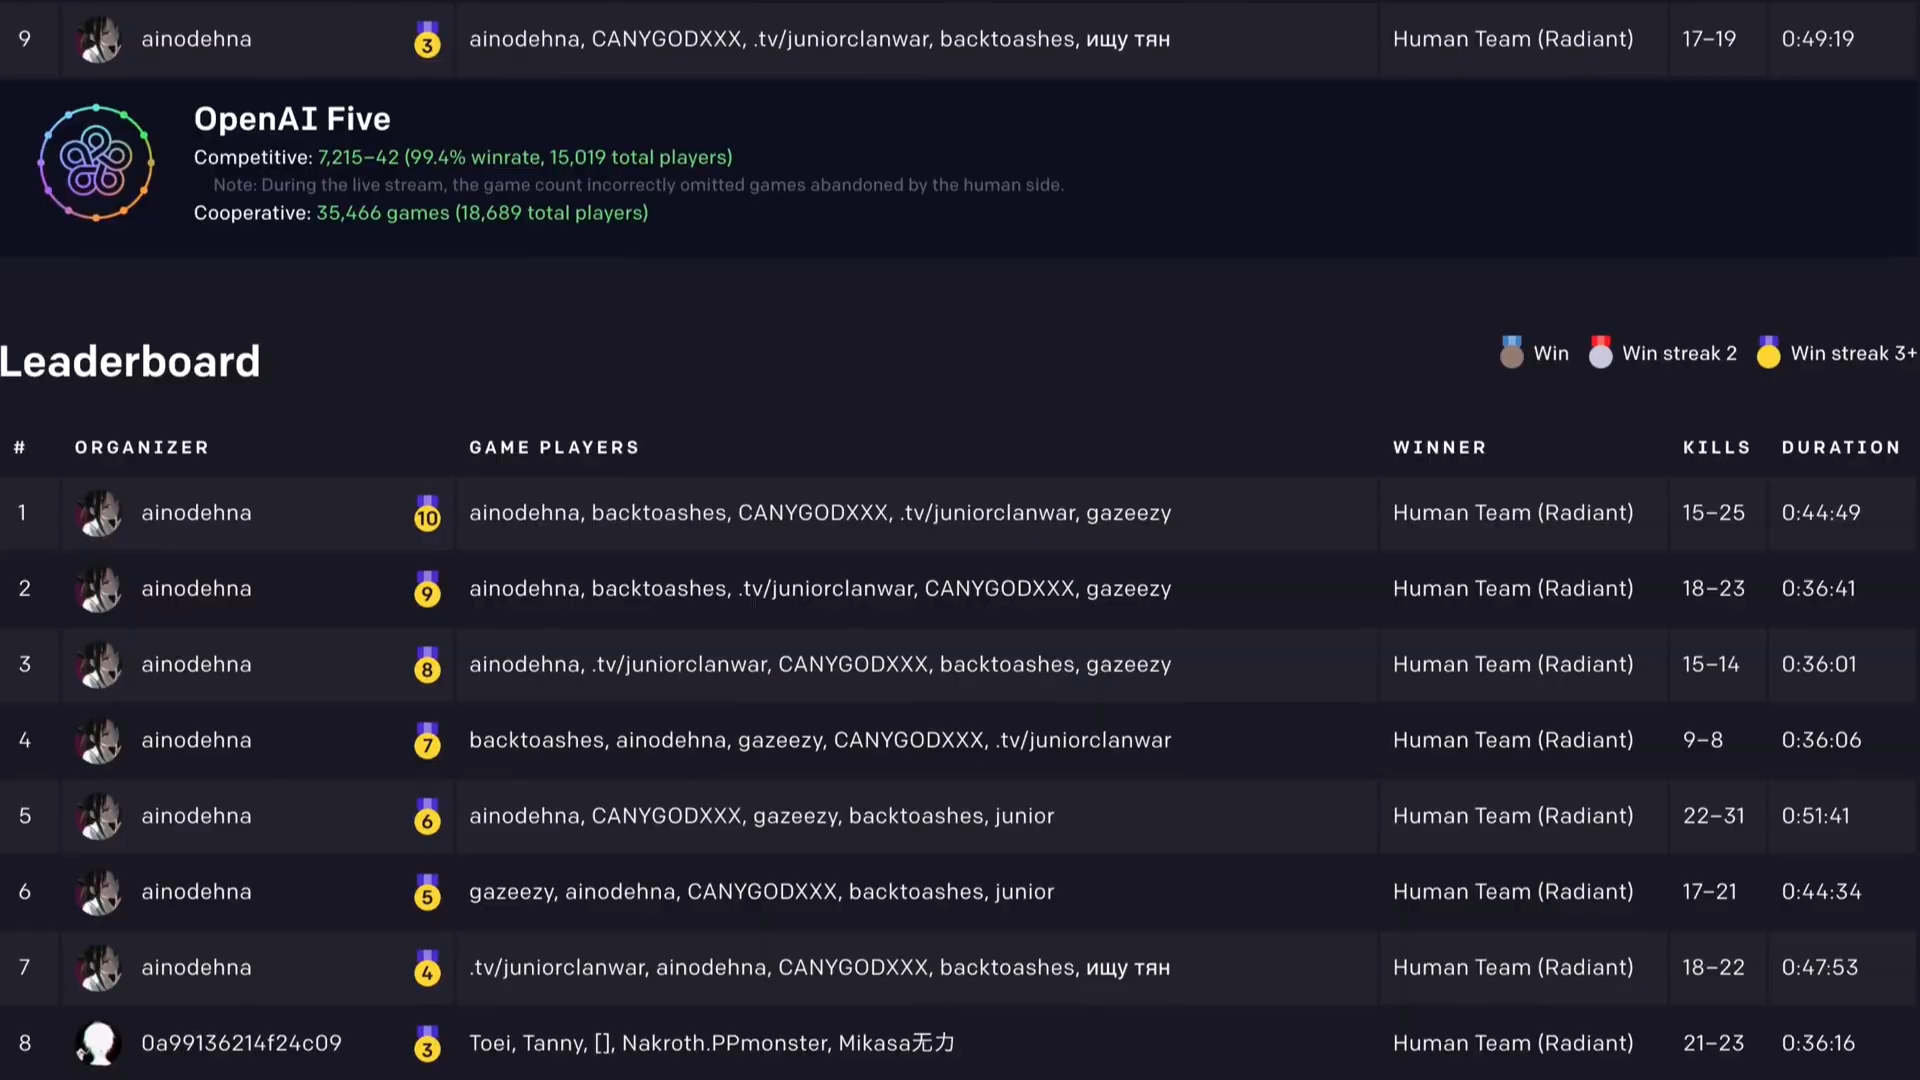 9 ainodehna 3 ainodehna, CANYGODXXX, .tv/juniorclanwar, backtoashes, ищу тян Human Team (Radiant) 17–19 0:49:19
OpenAI Five
Competitive: 7,215–42 (99.4% winrate, 15,019 total players)
Note: During the live stream, the game count incorrectly omitted games abandoned by the human side.
Cooperative: 35,466 games (18,689 total players)
Leaderboard Win Win streak 2 Win streak 3+
# ORGANIZER GAME PLAYERS WINNER KILLS DURATION
1 ainodehna 10 ainodehna, backtoashes, CANYGODXXX, .tv/juniorclanwar, gazeezy Human Team (Radiant) 15–25 0:44:49
2 ainodehna 9 ainodehna, backtoashes, .tv/juniorclanwar, CANYGODXXX, gazeezy Human Team (Radiant) 18–23 0:36:41
3 ainodehna 8 ainodehna, .tv/juniorclanwar, CANYGODXXX, backtoashes, gazeezy Human Team (Radiant) 15–14 0:36:01
4 ainodehna 7 backtoashes, ainodehna, gazeezy, CANYGODXXX, .tv/juniorclanwar Human Team (Radiant) 9–8 0:36:06
5 ainodehna 6 ainodehna, CANYGODXXX, gazeezy, backtoashes, junior Human Team (Radiant) 22–31 0:51:41
6 ainodehna 5 gazeezy, ainodehna, CANYGODXXX, backtoashes, junior Human Team (Radiant) 17–21 0:44:34
7 ainodehna 4 .tv/juniorclanwar, ainodehna, CANYGODXXX, backtoashes, ищу тян Human Team (Radiant) 18–22 0:47:53
8 0a99136214f24c09 3 Toei, Tanny, [], Nakroth.PPmonster, Mikasa无力 Human Team (Radiant) 21–23 0:36:16